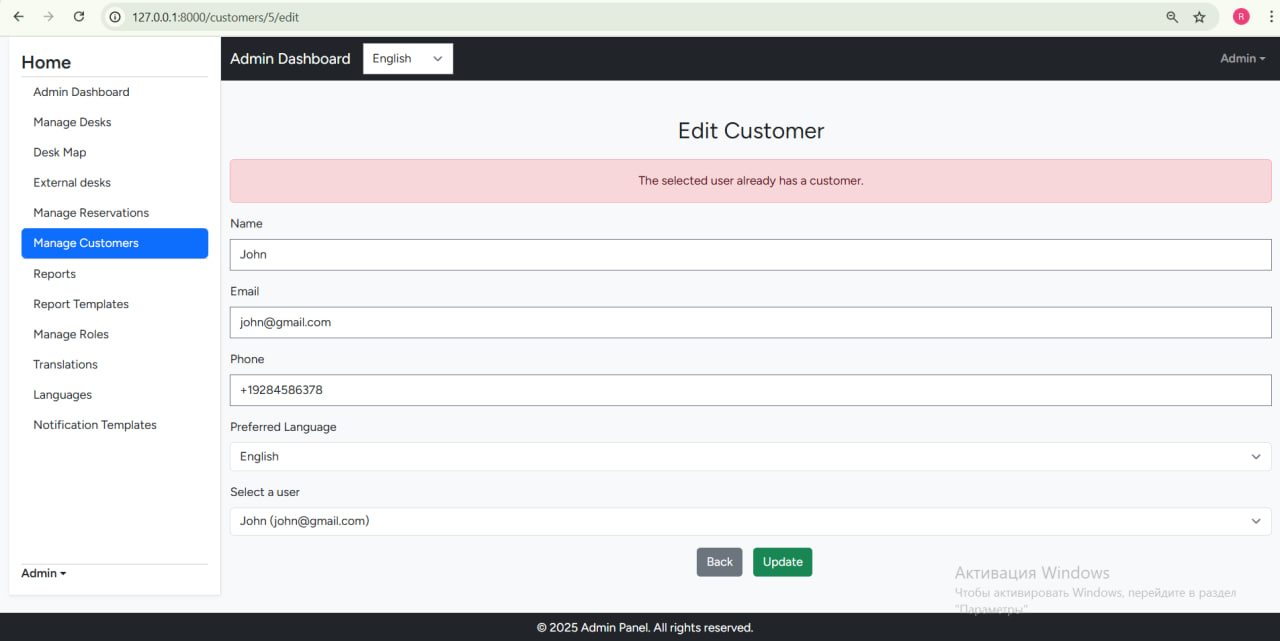 127.0.0.1:8000/customers/5/edit
R
Home
Admin Dashboard
Manage Desks
Desk Map
External desks
Manage Reservations
Manage Customers
Reports
Report Templates
Manage Roles
Translations
Languages
Notification Templates
Admin
Admin Dashboard English Admin
Edit Customer
The selected user already has a customer.
Name
John
Email
john@gmail.com
Phone
+19284586378
Preferred Language
English
Select a user
John (john@gmail.com)
Back Update
Активация Windows
Чтобы активировать Windows, перейдите в раздел
"Параметры"
© 2025 Admin Panel. All rights reserved.